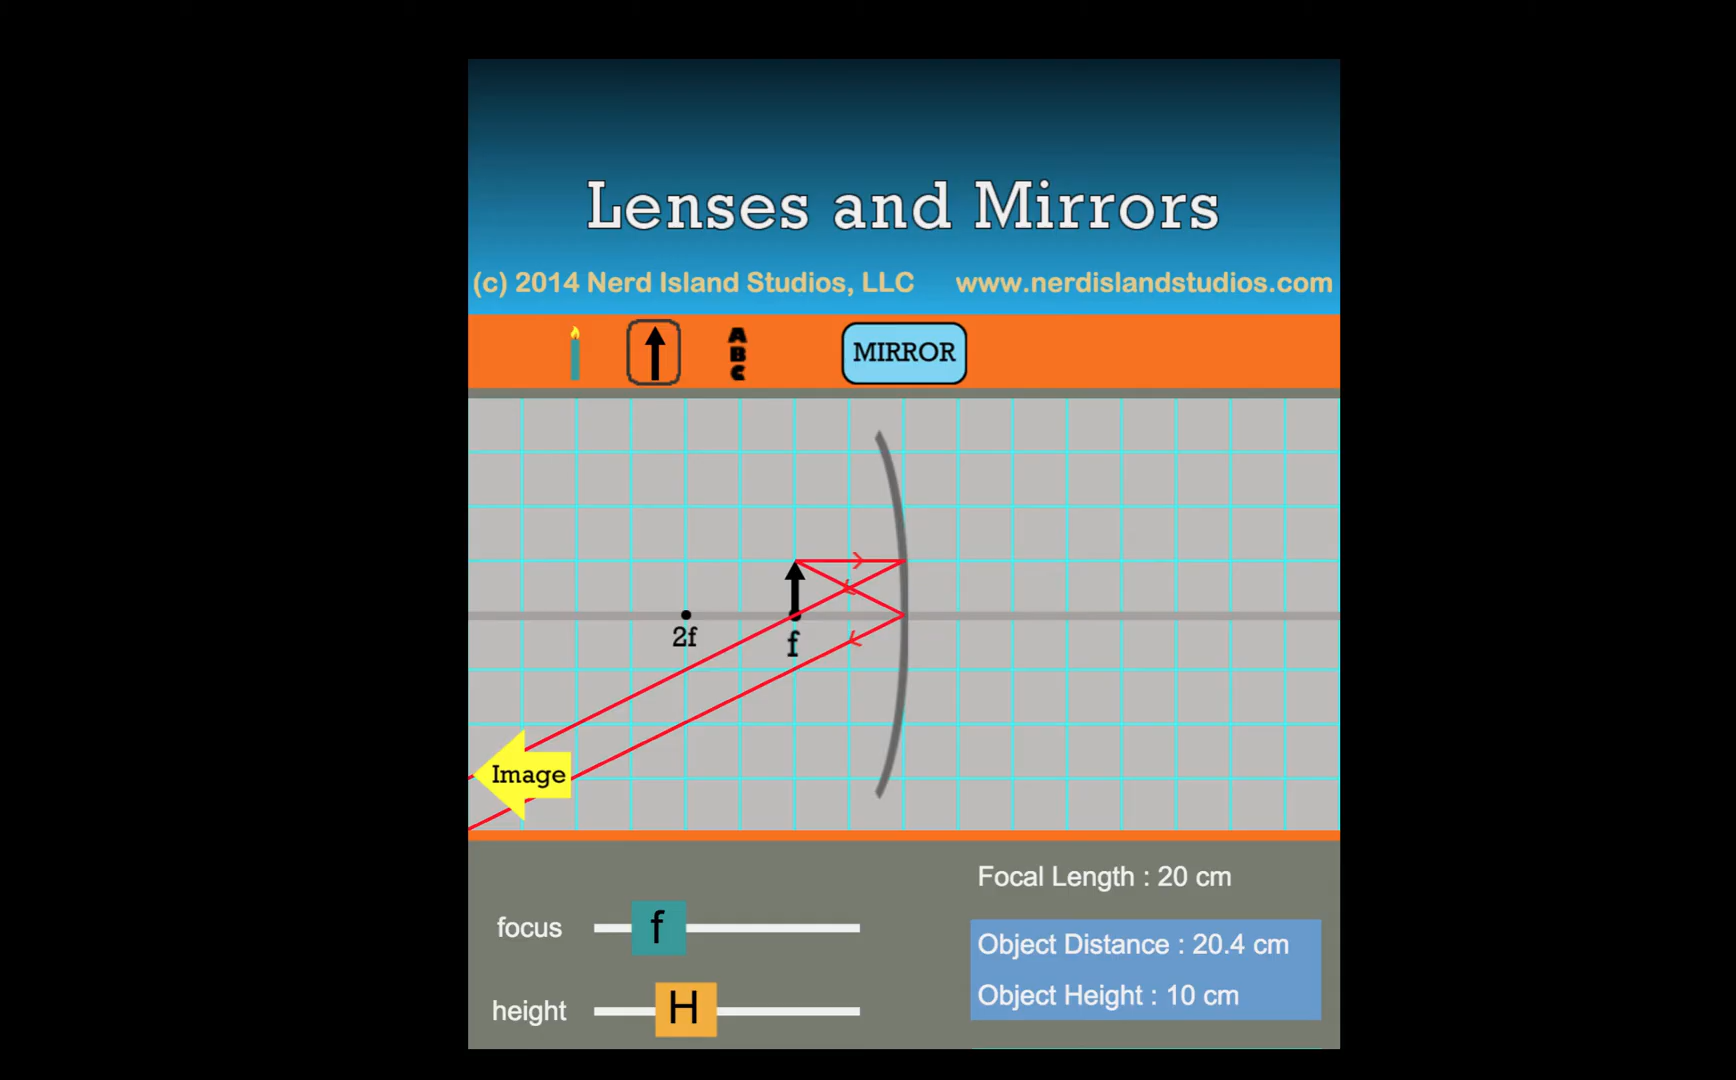 Lenses and Mirrors
(c) 2014 Nerd Island Studios, LLC www.nerdislandstudios.com
A
B
C
MIRROR
2f
f
Image
Focal Length : 20 cm
focus
f
Object Distance : 20.4 cm
Object Height : 10 cm
height
H